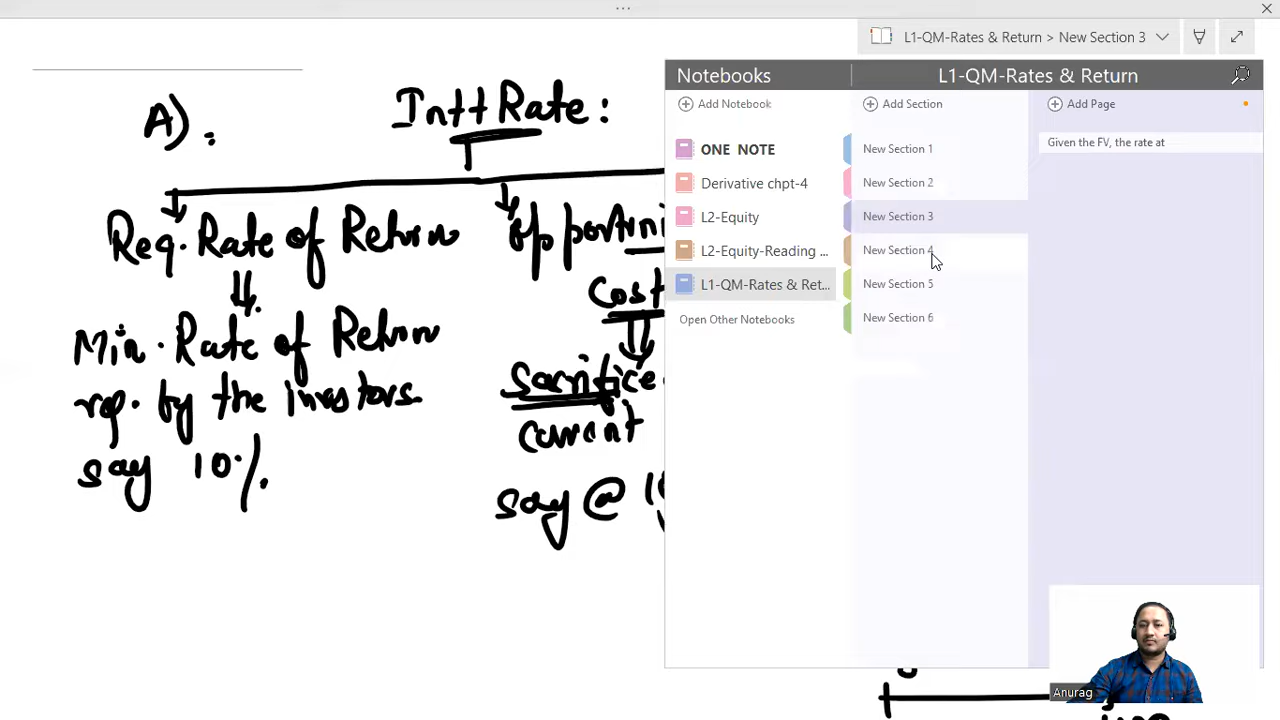 L1-QM-Rates & Return > New Section 3
Notebooks
L1-QM-Rates & Return
Add Notebook
Add Section
Add Page
ONE NOTE
Derivative chpt-4
L2-Equity
L2-Equity-Reading ...
L1-QM-Rates & Ret...
Open Other Notebooks
New Section 1
New Section 2
New Section 3
New Section 4
New Section 5
New Section 6
Given the FV, the rate at
A).
Intt Rate:
Req. Rate of Return
Min. Rate of Return
req. by the investors.
say 10%.
opportuni
cost
sacrifice
current
say @ 10
Anurag